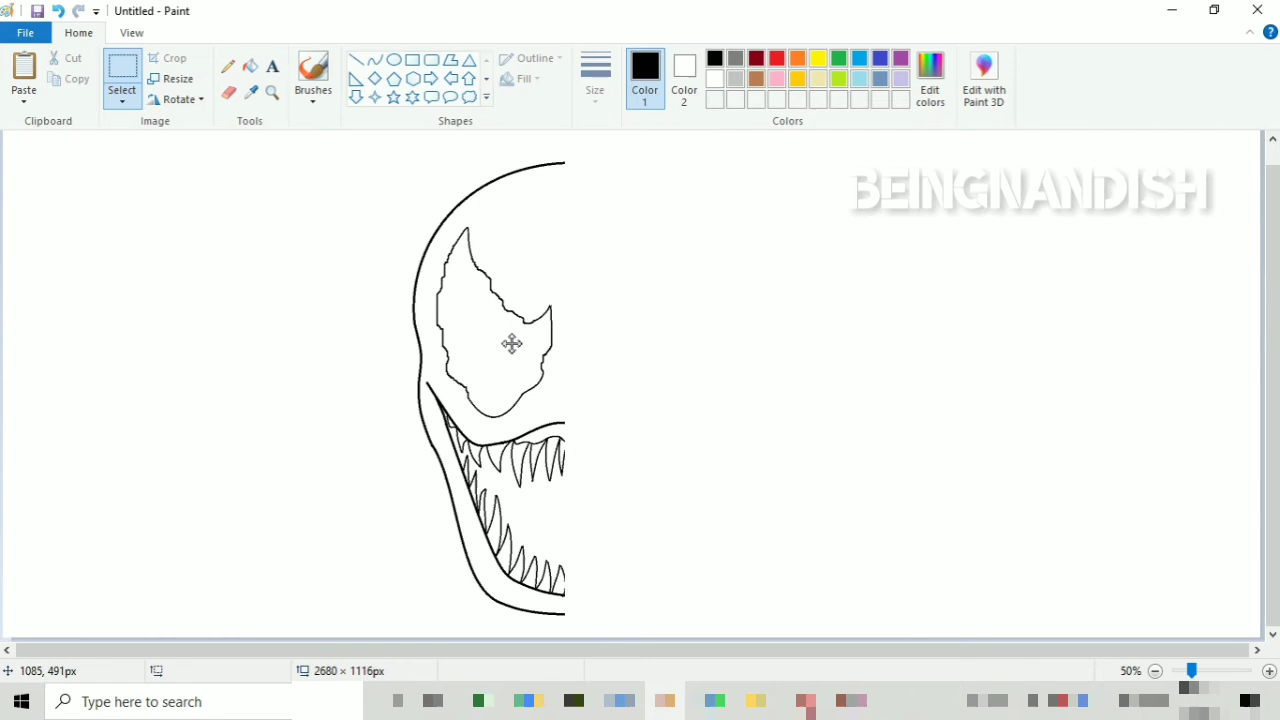 Untitled - Paint
File Home View
Paste
Cut
Copy
Clipboard
Select
Crop
Resize
Rotate
Image
Tools
Brushes
Shapes
Outline
Fill
Size
Color 1
Color 2
Colors
Edit colors
Edit with Paint 3D
BEINGNANDISH
1085, 491px
2680 × 1116px
50%
Type here to search